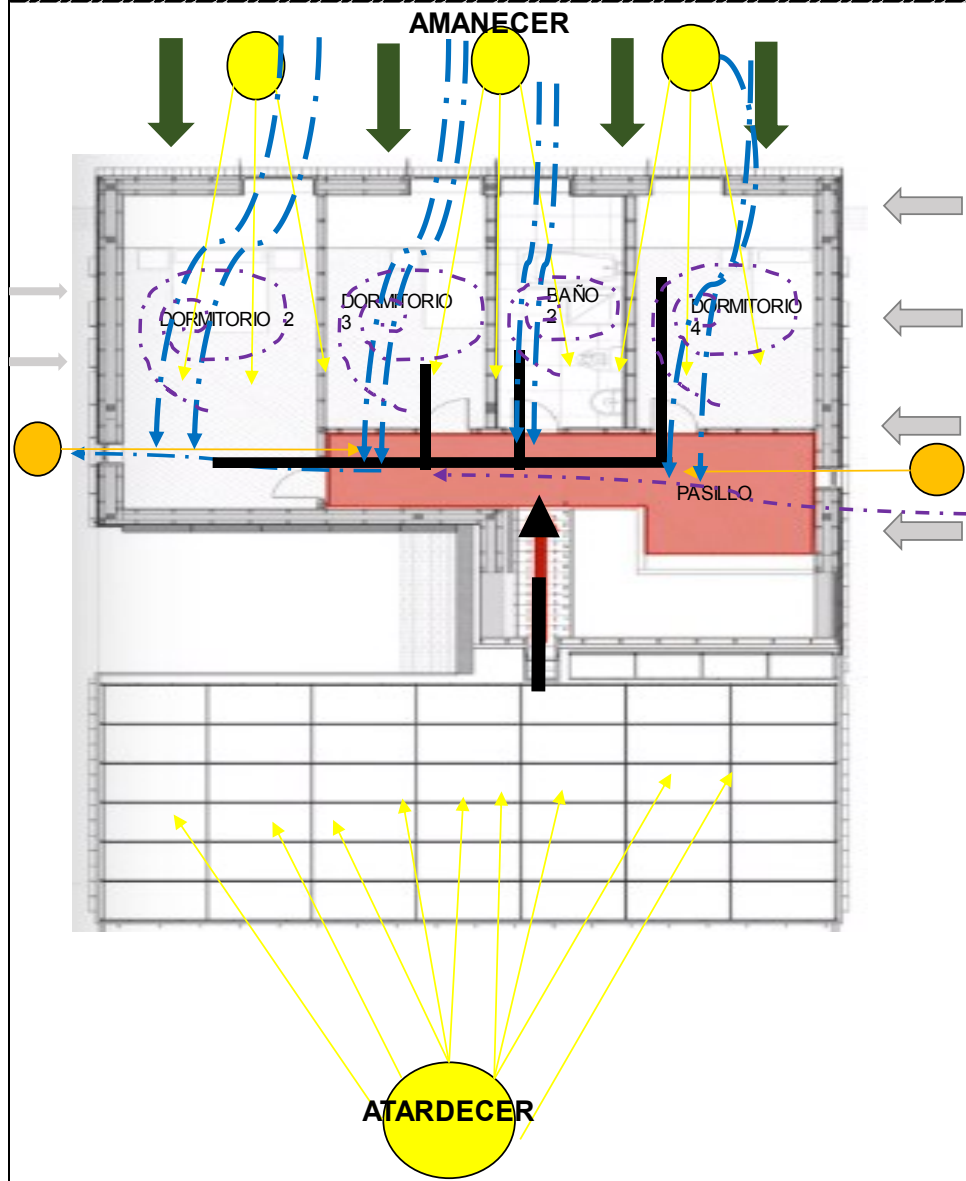 AMANECER
DORMITORIO 2
DORMITORIO
3
BAÑO
2
DORMITORIO
4
PASILLO
ATARDECER